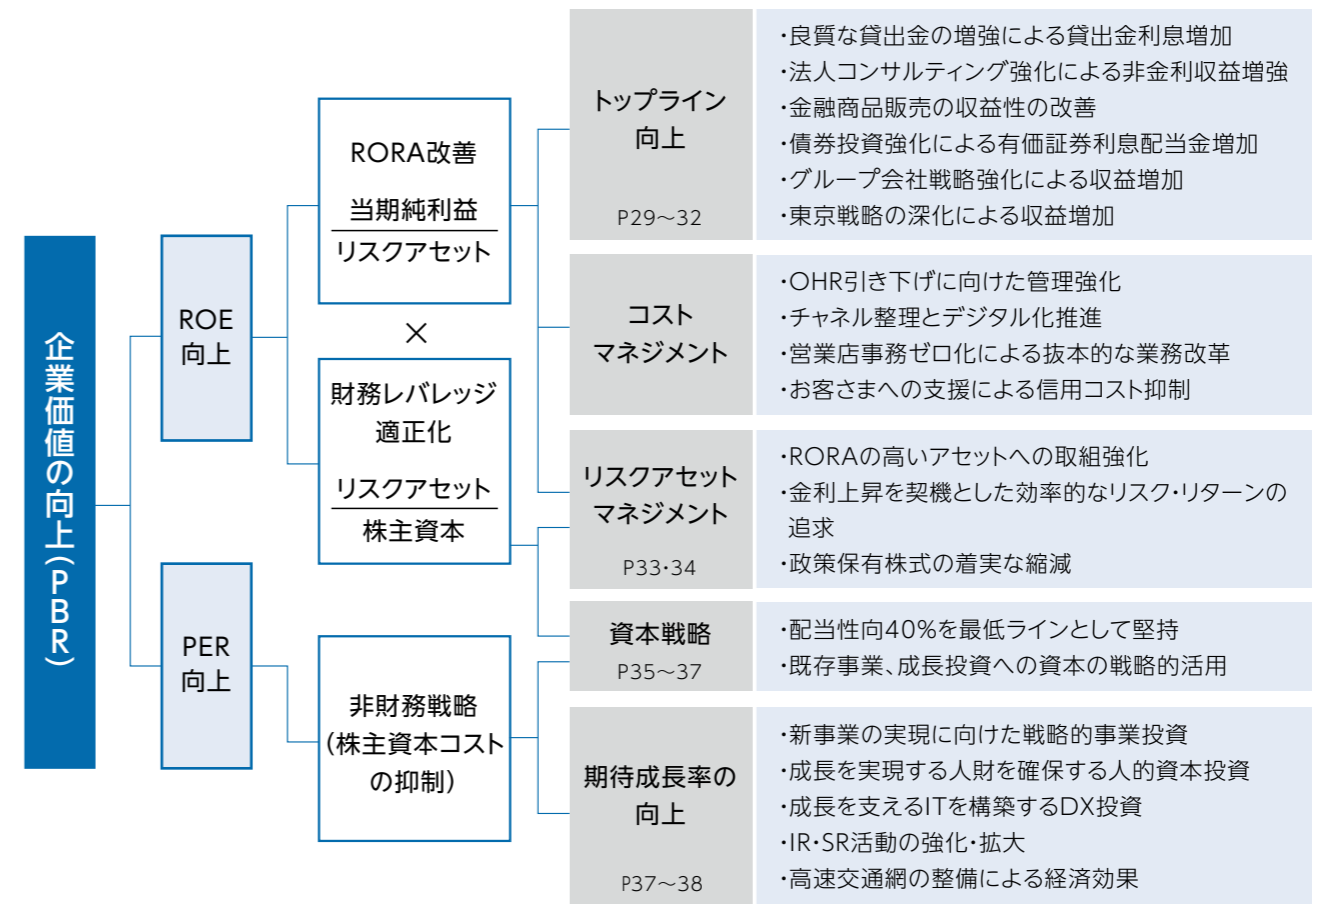 企業価値の向上(PBR)
ROE
向上
PER
向上
RORA改善
当期純利益
リスクアセット
×
財務レバレッジ
適正化
リスクアセット
株主資本
非財務戦略
(株主資本コスト
の抑制)
トップライン
向上
P29～32
・良質な貸出金の増強による貸出金利息増加
・法人コンサルティング強化による非金利収益増強
・金融商品販売の収益性の改善
・債券投資強化による有価証券利息配当金増加
・グループ会社戦略強化による収益増加
・東京戦略の深化による収益増加
コスト
マネジメント
・OHR引き下げに向けた管理強化
・チャネル整理とデジタル化推進
・営業店事務ゼロ化による抜本的な業務改革
・お客さまへの支援による信用コスト抑制
リスクアセット
マネジメント
P33・34
・RORAの高いアセットへの取組強化
・金利上昇を契機とした効率的なリスク・リターンの
追求
・政策保有株式の着実な縮減
資本戦略
P35～37
・配当性向40%を最低ラインとして堅持
・既存事業、成長投資への資本の戦略的活用
期待成長率の
向上
P37～38
・新事業の実現に向けた戦略的事業投資
・成長を実現する人財を確保する人的資本投資
・成長を支えるITを構築するDX投資
・IR・SR活動の強化・拡大
・高速交通網の整備による経済効果